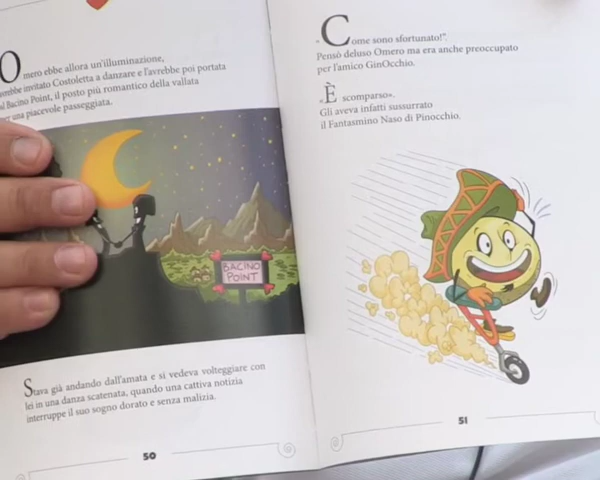 Omero ebbe allora un'illuminazione,
avrebbe invitato Costoletta a danzare e l'avrebbe poi portata
al Bacino Point, il posto più romantico della vallata
per una piacevole passeggiata.
BACINO
POINT
Stava già andando dall'amata e si vedeva volteggiare con
lei in una danza scatenata, quando una cattiva notizia
interruppe il suo sogno dorato e senza malizia.
50
«Come sono sfortunato!".
Pensò deluso Omero ma era anche preoccupato
per l'amico GinOcchio.
«È scomparso».
Gli aveva infatti sussurrato
il Fantasmino Naso di Pinocchio.
51